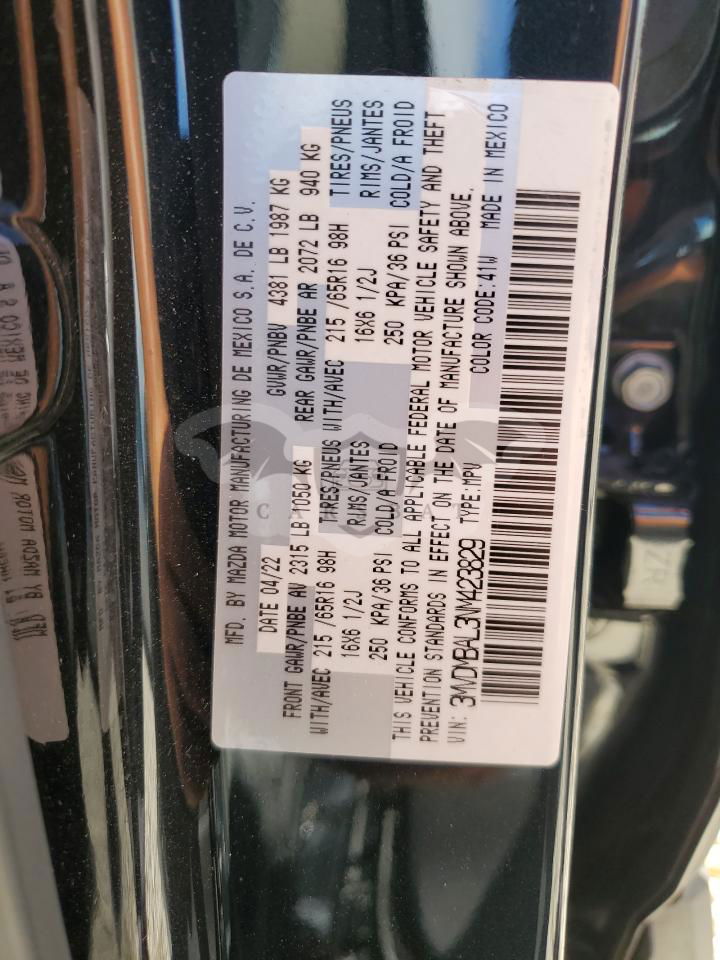 MFD. BY MAZDA MOTOR MANUFACTURING DE MEXICO S.A. DE C.V.
DATE 04/22 GVWR/PNBV 4381 LB 1987 KG
FRONT GAWR/PNBE AV 2315 LB 1050 KG REAR GAWR/PNBE AR 2072 LB 940 KG
WITH/AVEC 215 /65R16 98H TIRES/PNEUS WITH/AVEC 215 /65R16 98H TIRES/PNEUS
16X6 1/2J RIMS/JANTES 16X6 1/2J RIMS/JANTES
250 KPA/36 PSI COLD/A FROID 250 KPA/36 PSI COLD/A FROID
THIS VEHICLE CONFORMS TO ALL APPLICABLE FEDERAL MOTOR VEHICLE SAFETY AND THEFT
PREVENTION STANDARDS IN EFFECT ON THE DATE OF MANUFACTURE SHOWN ABOVE.
VIN: 3MVDMBAL3NM423829 TYPE:MPV COLOR CODE:41W MADE IN MEXICO